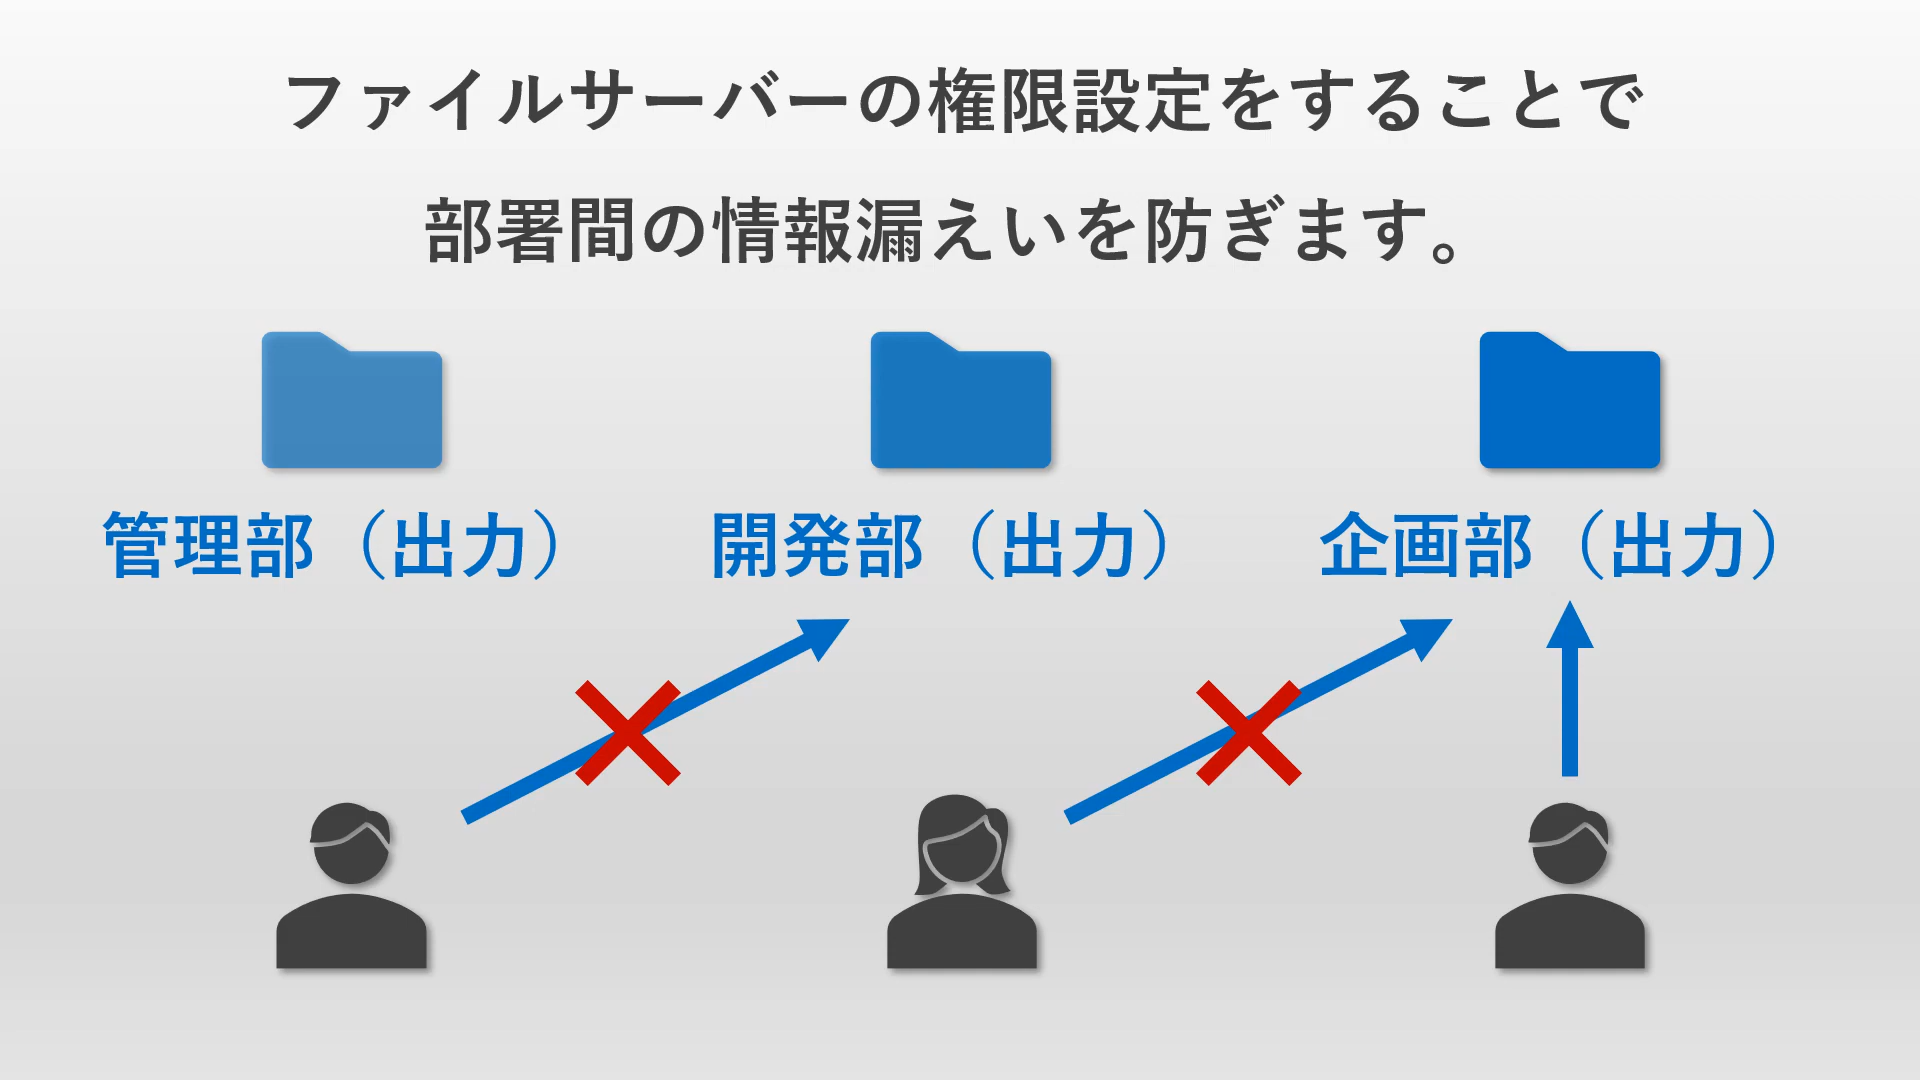 ファイルサーバーの権限設定をすることで
部署間の情報漏えいを防ぎます。
管理部（出力）
開発部（出力）
企画部（出力）